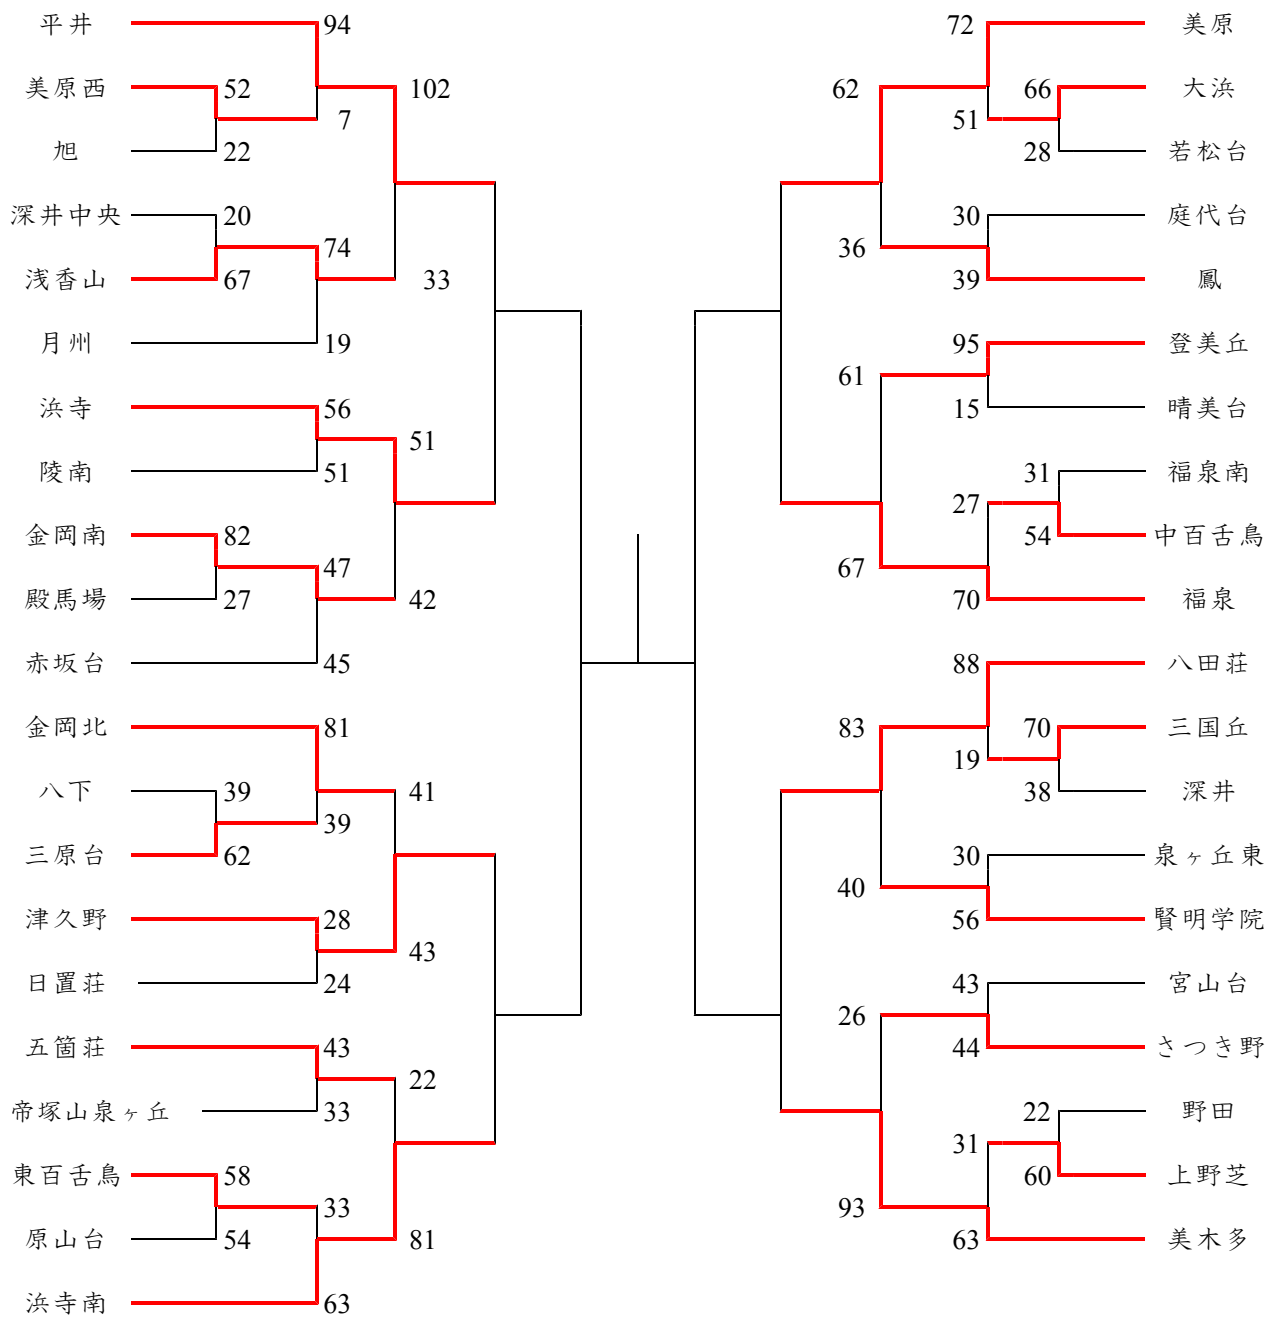 平井 94 72 美原
美原西 52 102 62 66 大浜
7 51
旭 22 28 若松台
深井中央 20 30 庭代台
74 36
浅香山 67 33 39 鳳
月州 19 95 登美丘
61
浜寺 56 15 晴美台
51
陵南 51 31 福泉南
27
金岡南 82 54 中百舌鳥
47 67
殿馬場 27 42 70 福泉
赤坂台 45 88 八田荘
金岡北 81 83 70 三国丘
19
八下 39 41 38 深井
39
三原台 62 30 泉ヶ丘東
40
津久野 28 56 賢明学院
43
日置荘 24 43 宮山台
26
五箇荘 43 44 さつき野
22
帝塚山泉ヶ丘 33 22 野田
31
東百舌鳥 58 60 上野芝
33 93
原山台 54 81 63 美木多
浜寺南 63